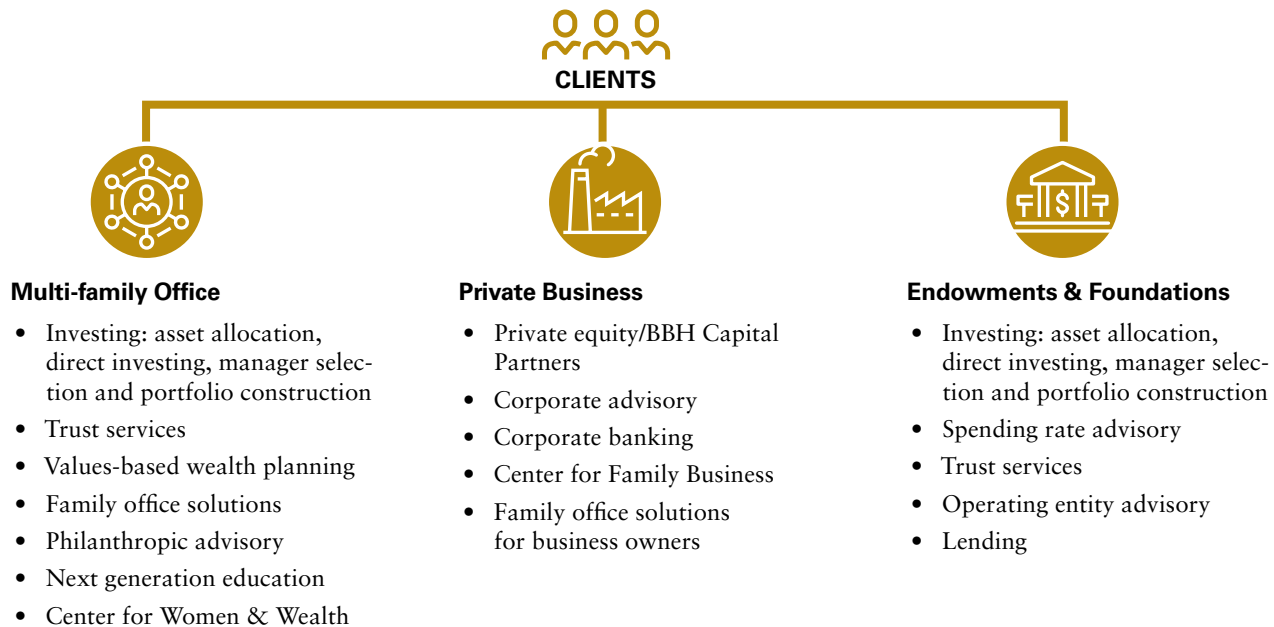 CLIENTS
Multi-family Office
• Investing: asset allocation,
direct investing, manager selec-
tion and portfolio construction
• Trust services
• Values-based wealth planning
• Family office solutions
• Philanthropic advisory
• Next generation education
• Center for Women & Wealth
Private Business
• Private equity/BBH Capital
Partners
• Corporate advisory
• Corporate banking
• Center for Family Business
• Family office solutions
for business owners
$
Endowments & Foundations
• Investing: asset allocation,
direct investing, manager selec-
tion and portfolio construction
• Spending rate advisory
• Trust services
• Operating entity advisory
• Lending